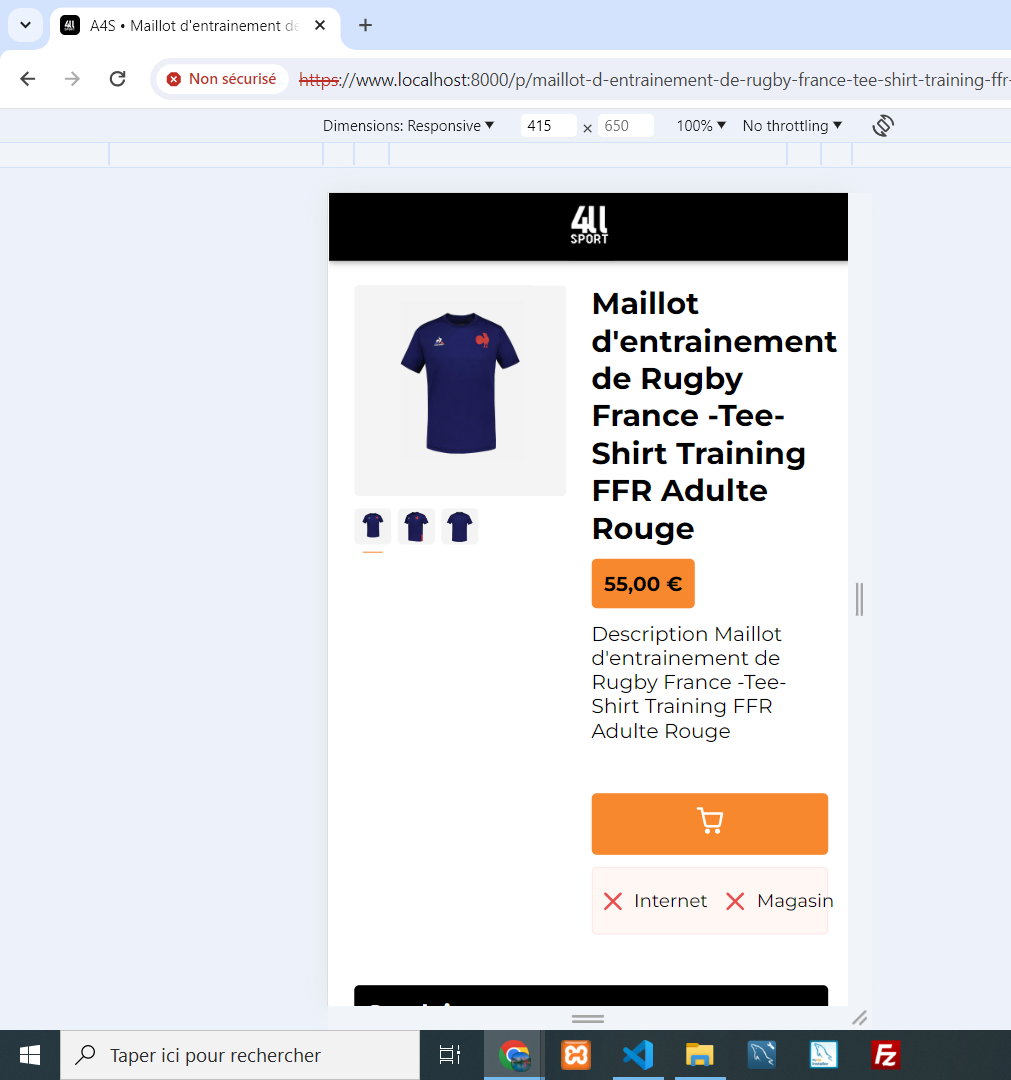 A4S • Maillot d'entrainement de
Non sécurisé
https://www.localhost:8000/p/maillot-d-entrainement-de-rugby-france-tee-shirt-training-ffr-
Dimensions: Responsive 415 × 650 100% No throttling
4ll
SPORT
Maillot
d'entrainement
de Rugby
France -Tee-
Shirt Training
FFR Adulte
Rouge
55,00 €
Description Maillot
d'entrainement de
Rugby France -Tee-
Shirt Training FFR
Adulte Rouge
Internet Magasin
Taper ici pour rechercher